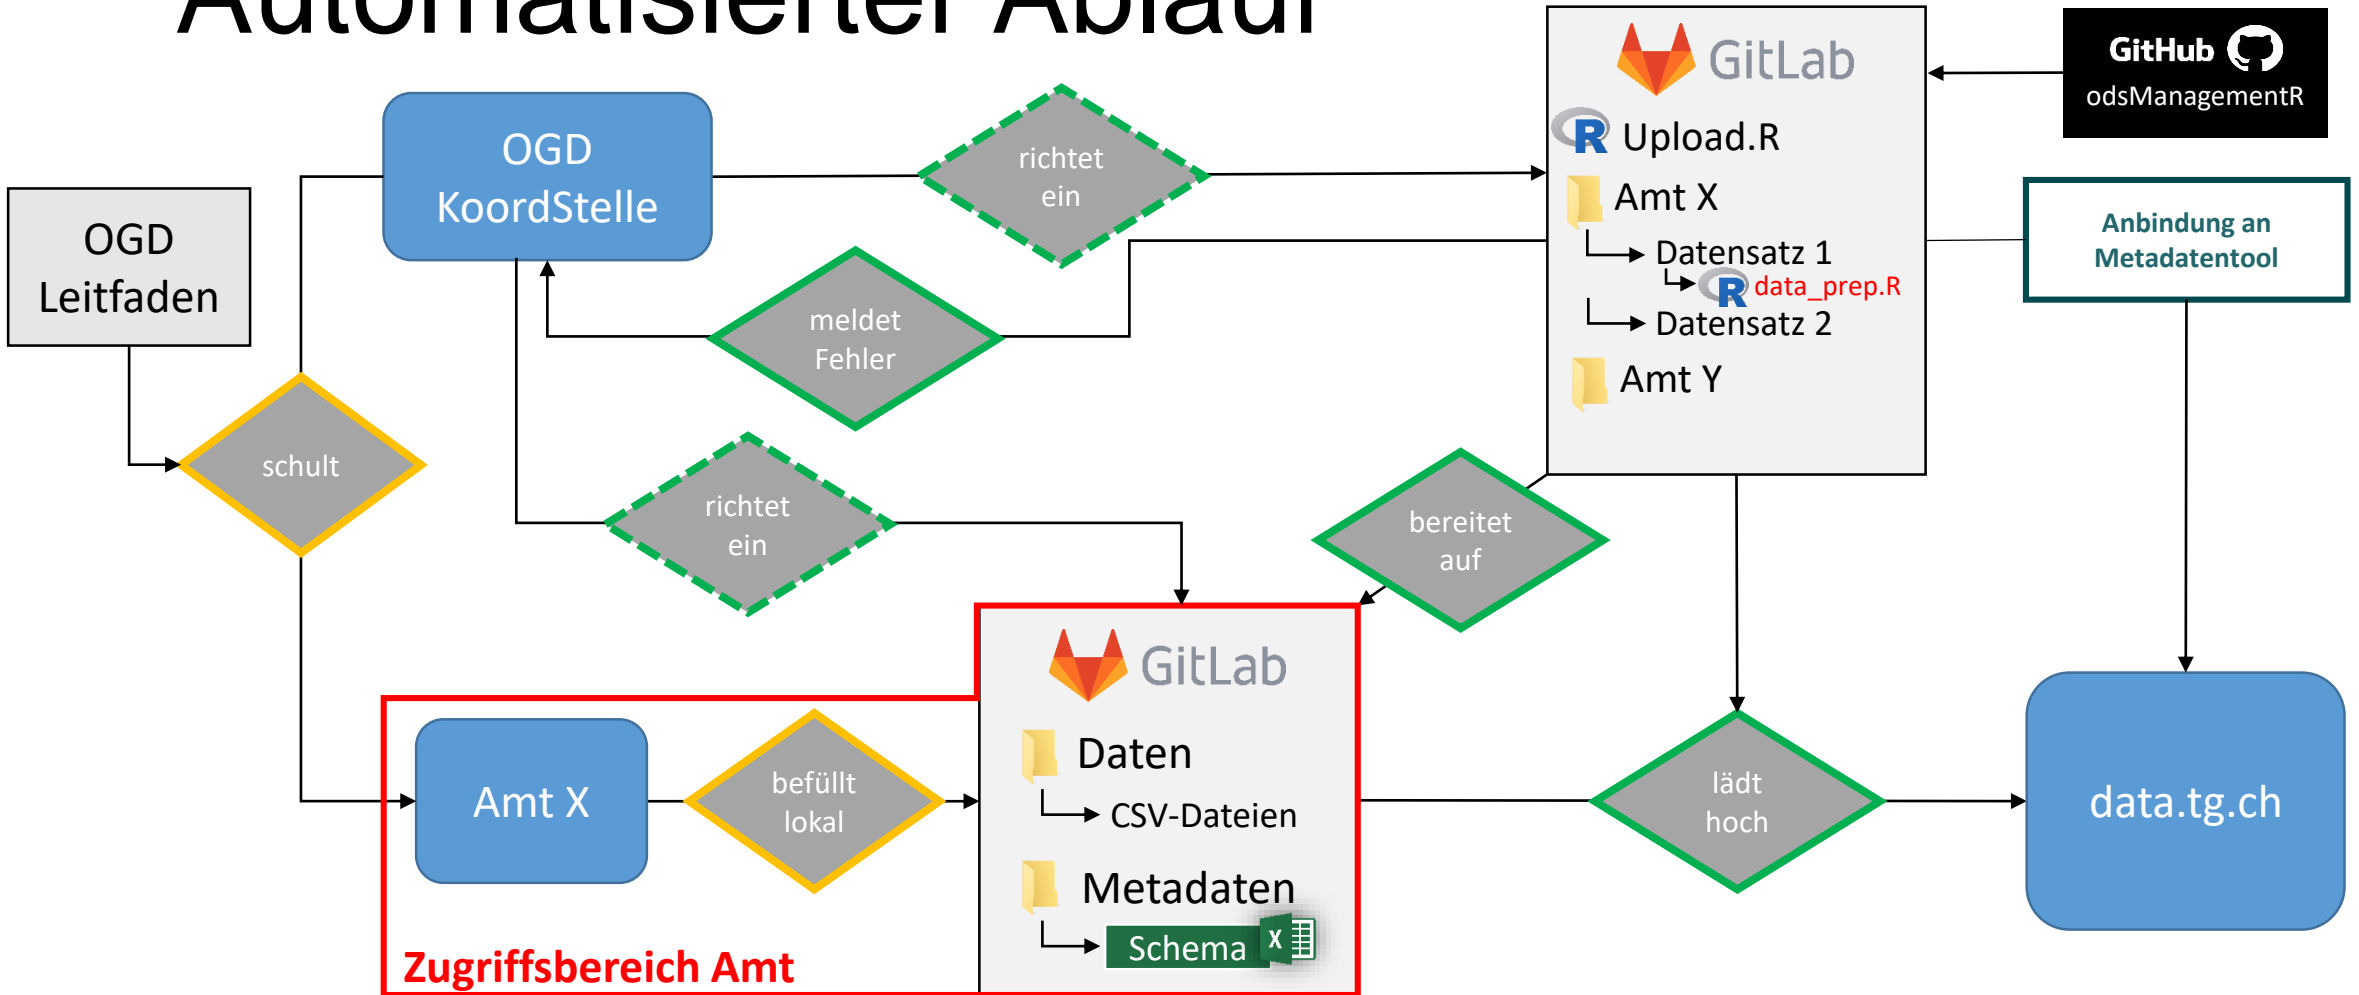 Automatisierter Ablauf
GitLab
GitHub
odsManagementR
Upload.R
OGD
KoordStelle
richtet
ein
Amt X
OGD
Leitfaden
Anbindung an
Metadatentool
Datensatz 1
data_prep.R
Datensatz 2
meldet
Fehler
Amt Y
schult
richtet
ein
bereitet
auf
GitLab
Daten
CSV-Dateien
Amt X
befüllt
lokal
lädt
hoch
data.tg.ch
Metadaten
Schema
X
Zugriffsbereich Amt